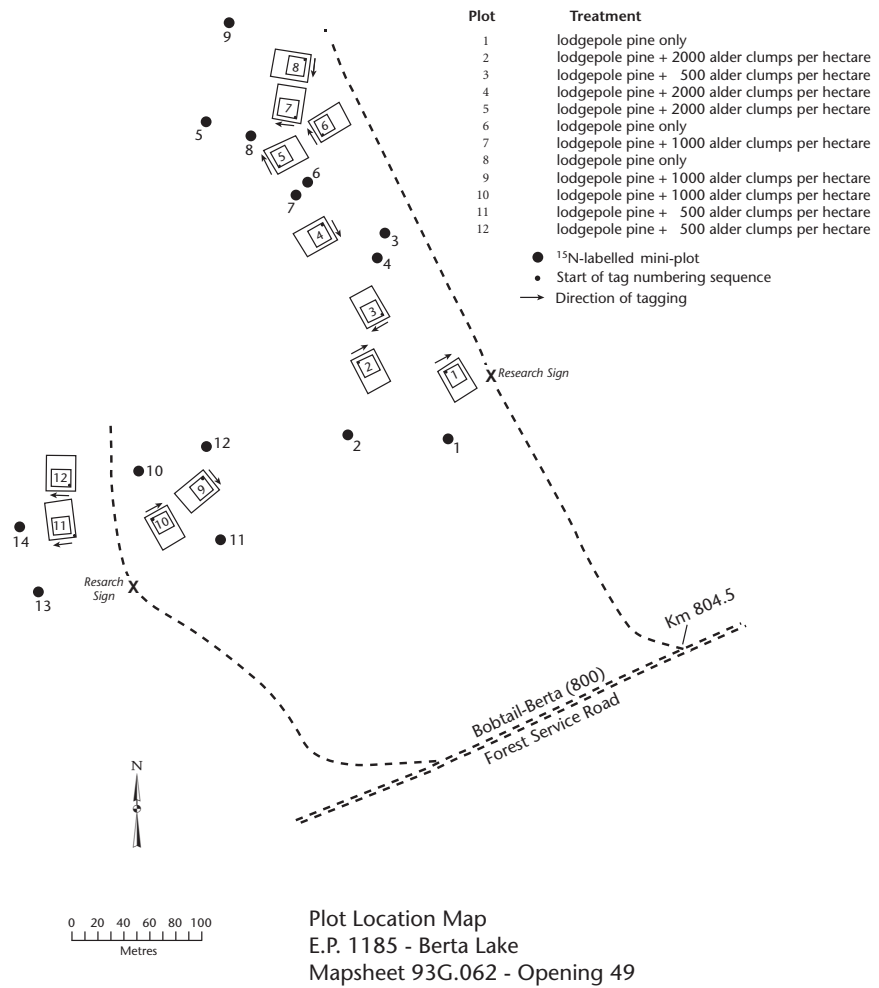 Plot Treatment
1 lodgepole pine only
2 lodgepole pine + 2000 alder clumps per hectare
3 lodgepole pine + 500 alder clumps per hectare
4 lodgepole pine + 2000 alder clumps per hectare
5 lodgepole pine + 2000 alder clumps per hectare
6 lodgepole pine only
7 lodgepole pine + 1000 alder clumps per hectare
8 lodgepole pine only
9 lodgepole pine + 1000 alder clumps per hectare
10 lodgepole pine + 1000 alder clumps per hectare
11 lodgepole pine + 500 alder clumps per hectare
12 lodgepole pine + 500 alder clumps per hectare
15N-labelled mini-plot
Start of tag numbering sequence
Direction of tagging
9
8
7
5
8
6
5
6
7
4
3
4
3
2
1
X Research Sign
2
1
12
10
12
9
11
10
14
11
13
Resarch
Sign
X
Km 804.5
Bobtail-Berta (800)
Forest Service Road
N
0 20 40 60 80 100
Metres
Plot Location Map
E.P. 1185 - Berta Lake
Mapsheet 93G.062 - Opening 49